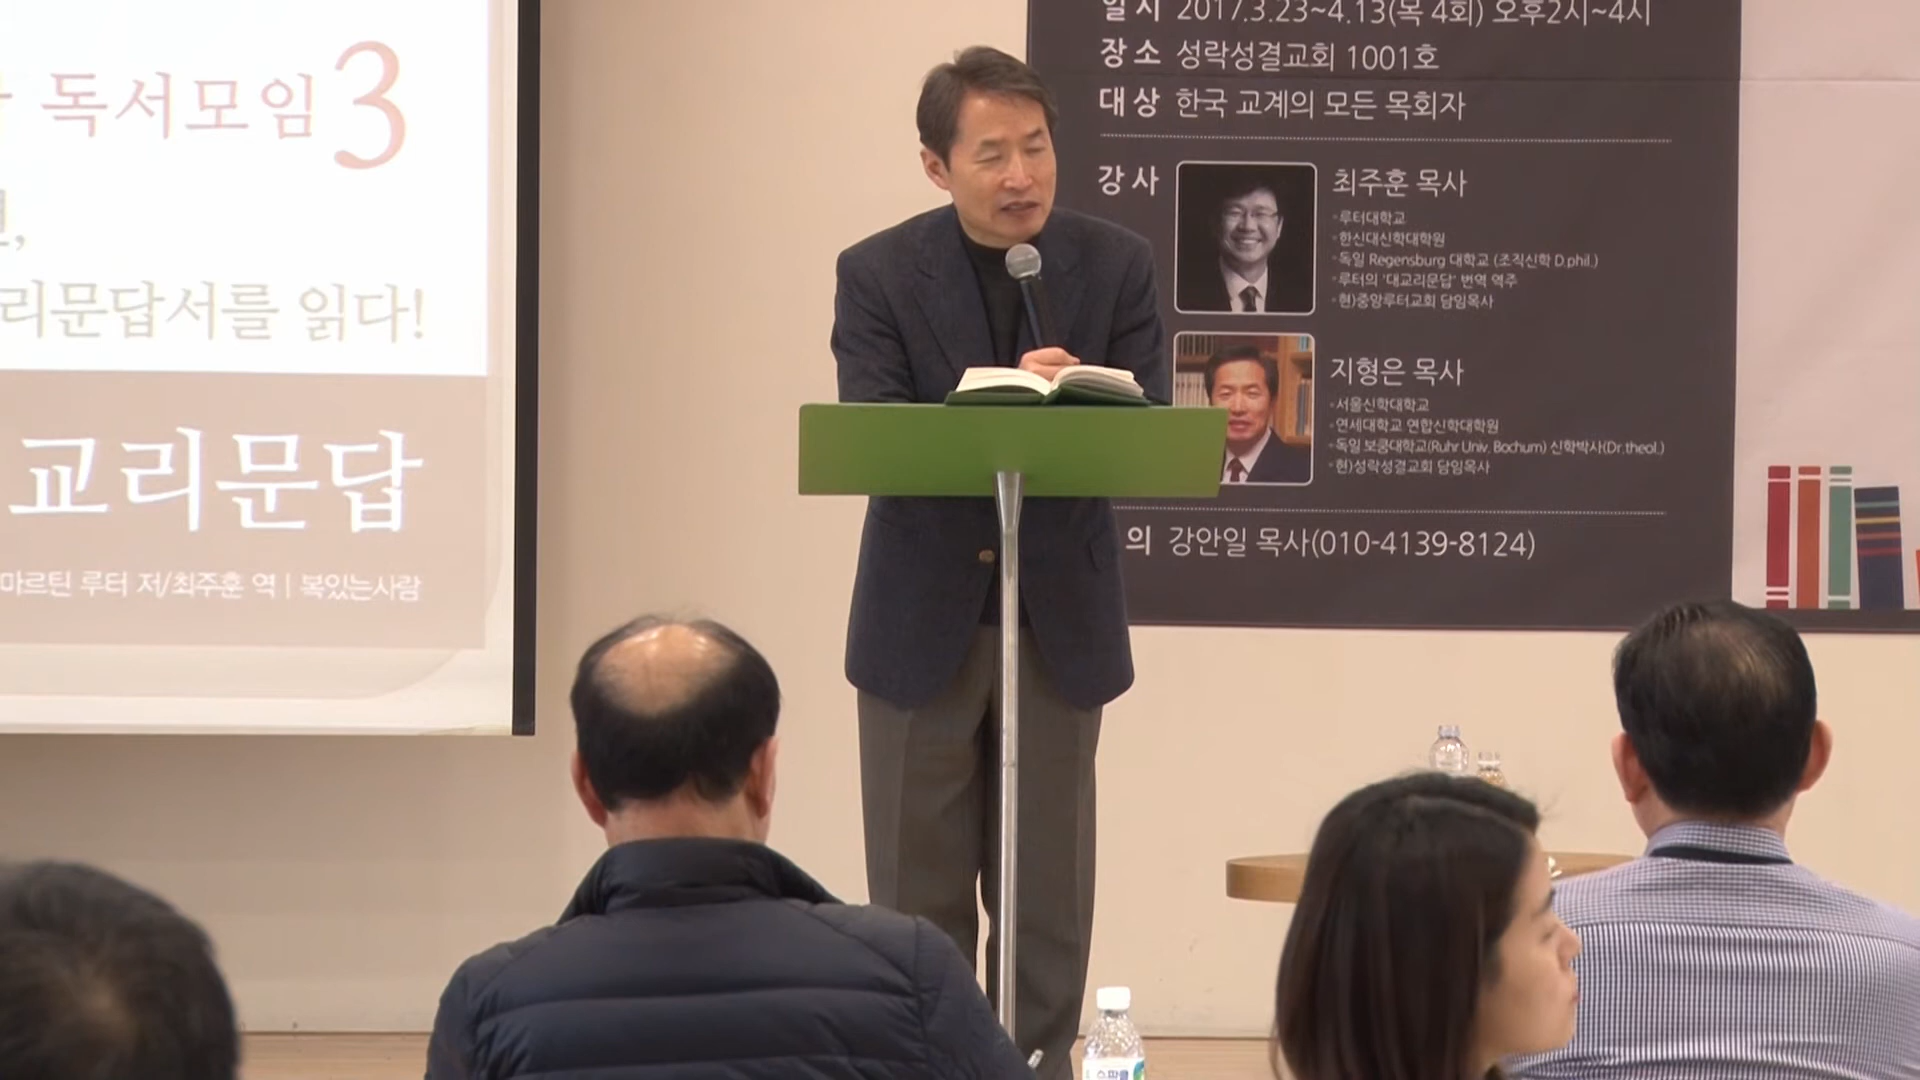 독서모임 3
리문답서를 읽다!
교리문답
마르틴 루터 저/최주훈 역 | 복있는사람
일 시 2017.3.23~4.13(목 4회) 오후2시~4시
장 소 성락성결교회 1001호
대 상 한국 교계의 모든 목회자
강 사 최주훈 목사
·루터대학교
·한신대신학대학원
·독일 Regensburg 대학교 (조직신학 D.phil.)
·루터의 '대교리문답' 번역 역주
·현)중앙루터교회 담임목사
지형은 목사
·서울신학대학교
·연세대학교 연합신학대학원
·독일 보쿵대학교(Ruhr Univ. Bochum) 신학박사(Dr.theol.)
·현)성락성결교회 담임목사
의 강안일 목사(010-4139-8124)
스파클